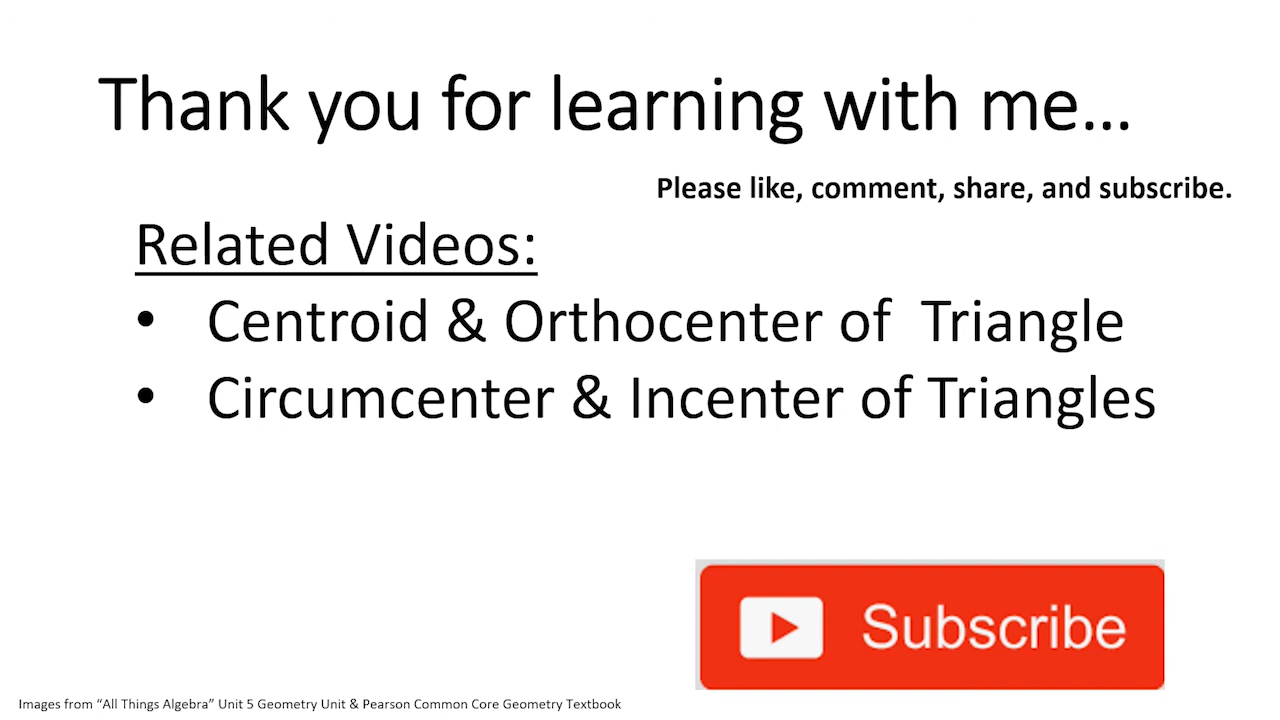 Thank you for learning with me...
Please like, comment, share, and subscribe.
Related Videos:
• Centroid & Orthocenter of  Triangle
• Circumcenter & Incenter of Triangles
Subscribe
Images from “All Things Algebra” Unit 5 Geometry Unit & Pearson Common Core Geometry Textbook